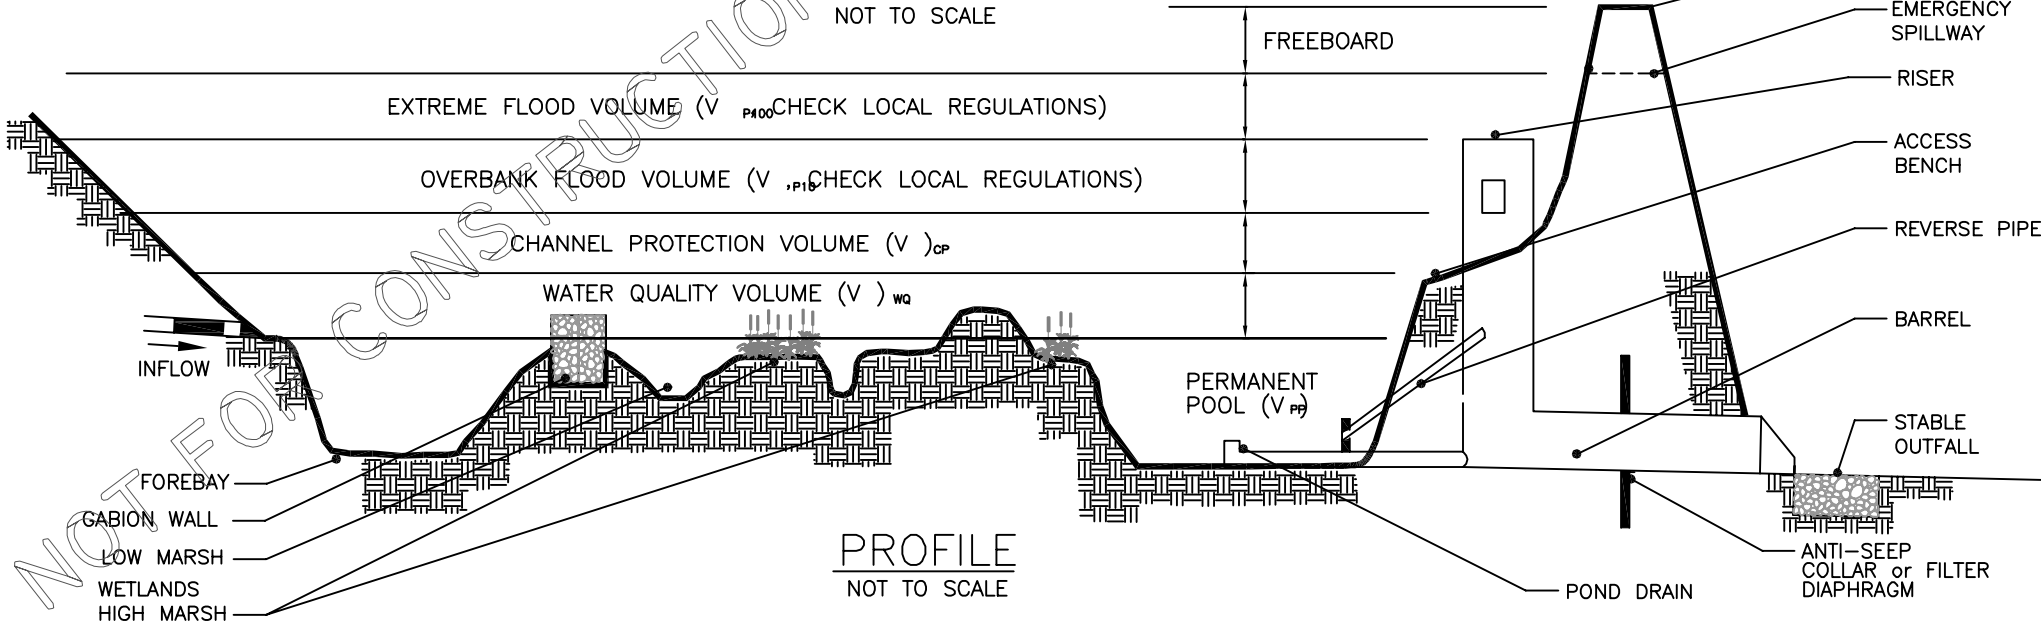 NOT TO SCALE
FREEBOARD
EMERGENCY
SPILLWAY
RISER
EXTREME FLOOD VOLUME (V P100 CHECK LOCAL REGULATIONS)
ACCESS
BENCH
OVERBANK FLOOD VOLUME (V ,P10 CHECK LOCAL REGULATIONS)
REVERSE PIPE
CHANNEL PROTECTION VOLUME (V )CP
WATER QUALITY VOLUME (V ) WQ
BARREL
INFLOW
PERMANENT
POOL (V PP)
STABLE
OUTFALL
FOREBAY
GABION WALL
LOW MARSH
WETLANDS
HIGH MARSH
PROFILE
NOT TO SCALE
POND DRAIN
ANTI-SEEP
COLLAR or FILTER
DIAPHRAGM
NOT FOR CONSTRUCTION